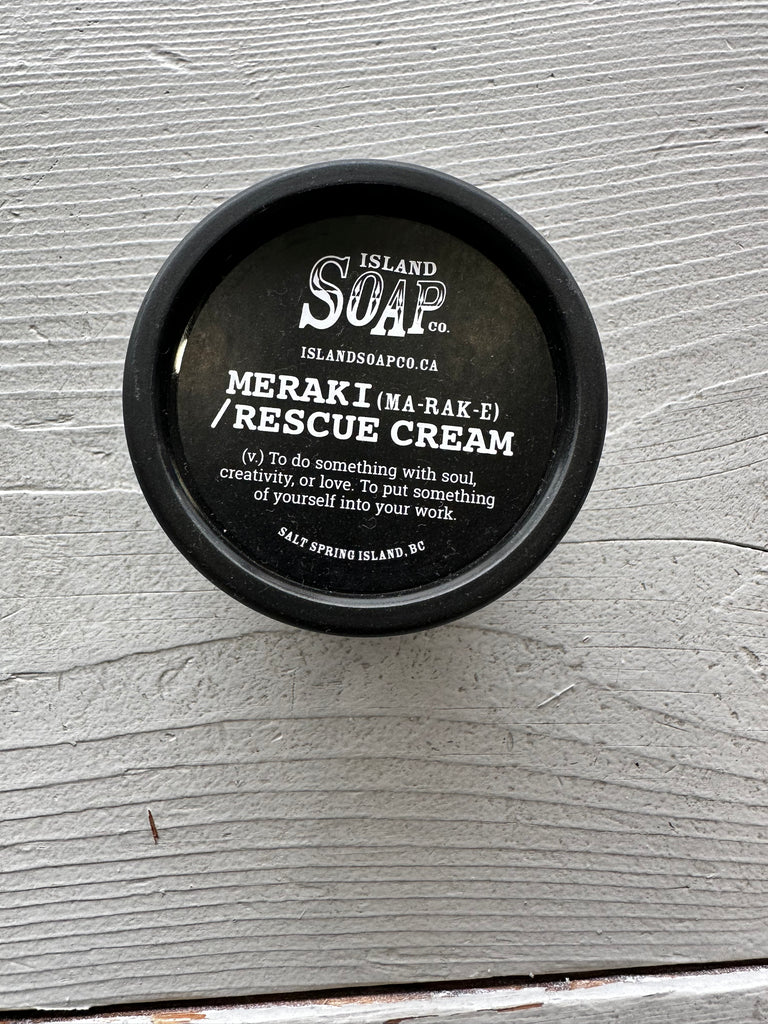 ISLAND
SOAP
CO.
ISLANDSOAPCO.CA
MERAKI (MA-RAK-E)
/RESCUE CREAM
(v.) To do something with soul,
creativity, or love. To put something
of yourself into your work.
SALT SPRING ISLAND, BC